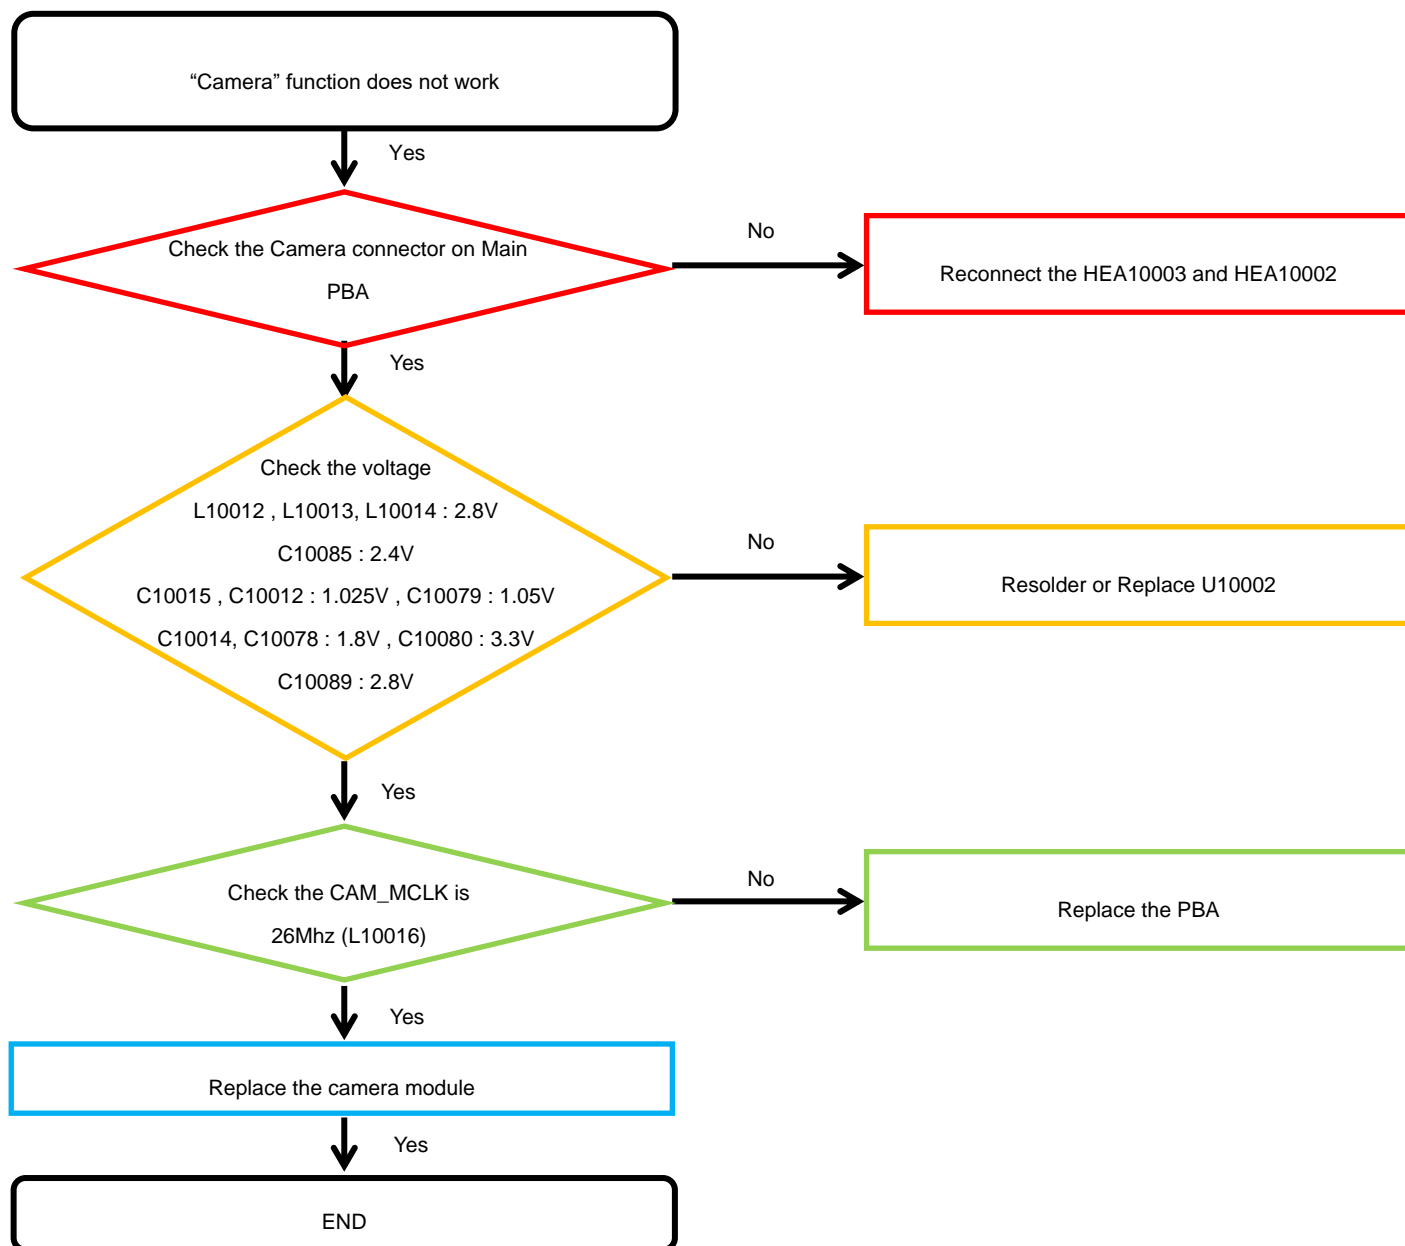 “Camera” function does not work
Yes
Check the Camera connector on Main
PBA
No
Reconnect the HEA10003 and HEA10002
Yes
Check the voltage
L10012 , L10013, L10014 : 2.8V
C10085 : 2.4V
C10015 , C10012 : 1.025V , C10079 : 1.05V
C10014, C10078 : 1.8V , C10080 : 3.3V
C10089 : 2.8V
No
Resolder or Replace U10002
Yes
Check the CAM_MCLK is
26Mhz (L10016)
No
Replace the PBA
Yes
Replace the camera module
Yes
END